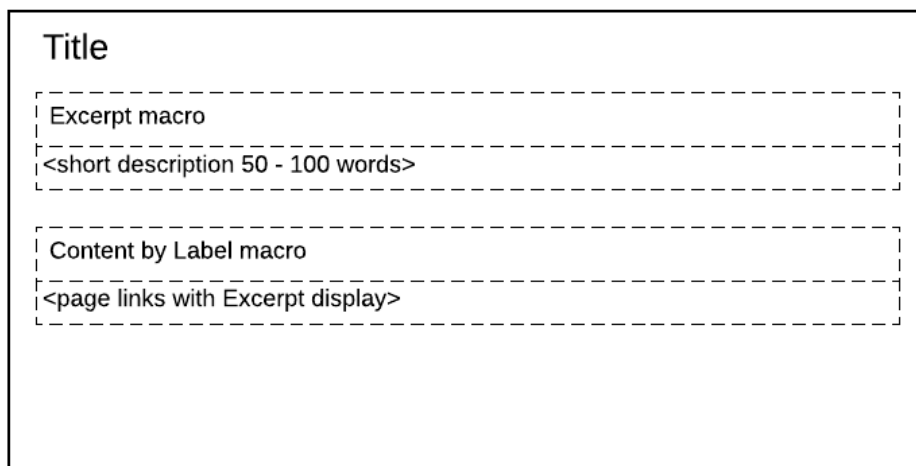 Title
Excerpt macro
<short description 50 - 100 words>
Content by Label macro
<page links with Excerpt display>